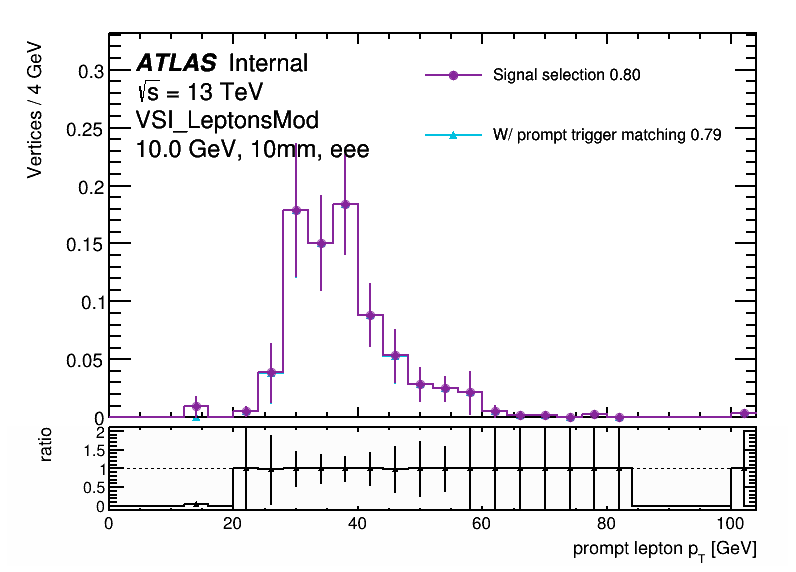 ATLAS Internal
√s = 13 TeV
VSI_LeptonsMod
10.0 GeV, 10mm, eee
Signal selection 0.80
W/ prompt trigger matching 0.79
Vertices / 4 GeV
0.3
0.25
0.2
0.15
0.1
0.05
0
ratio
2
1.5
1
0.5
0
0 20 40 60 80 100
prompt lepton p_T [GeV]